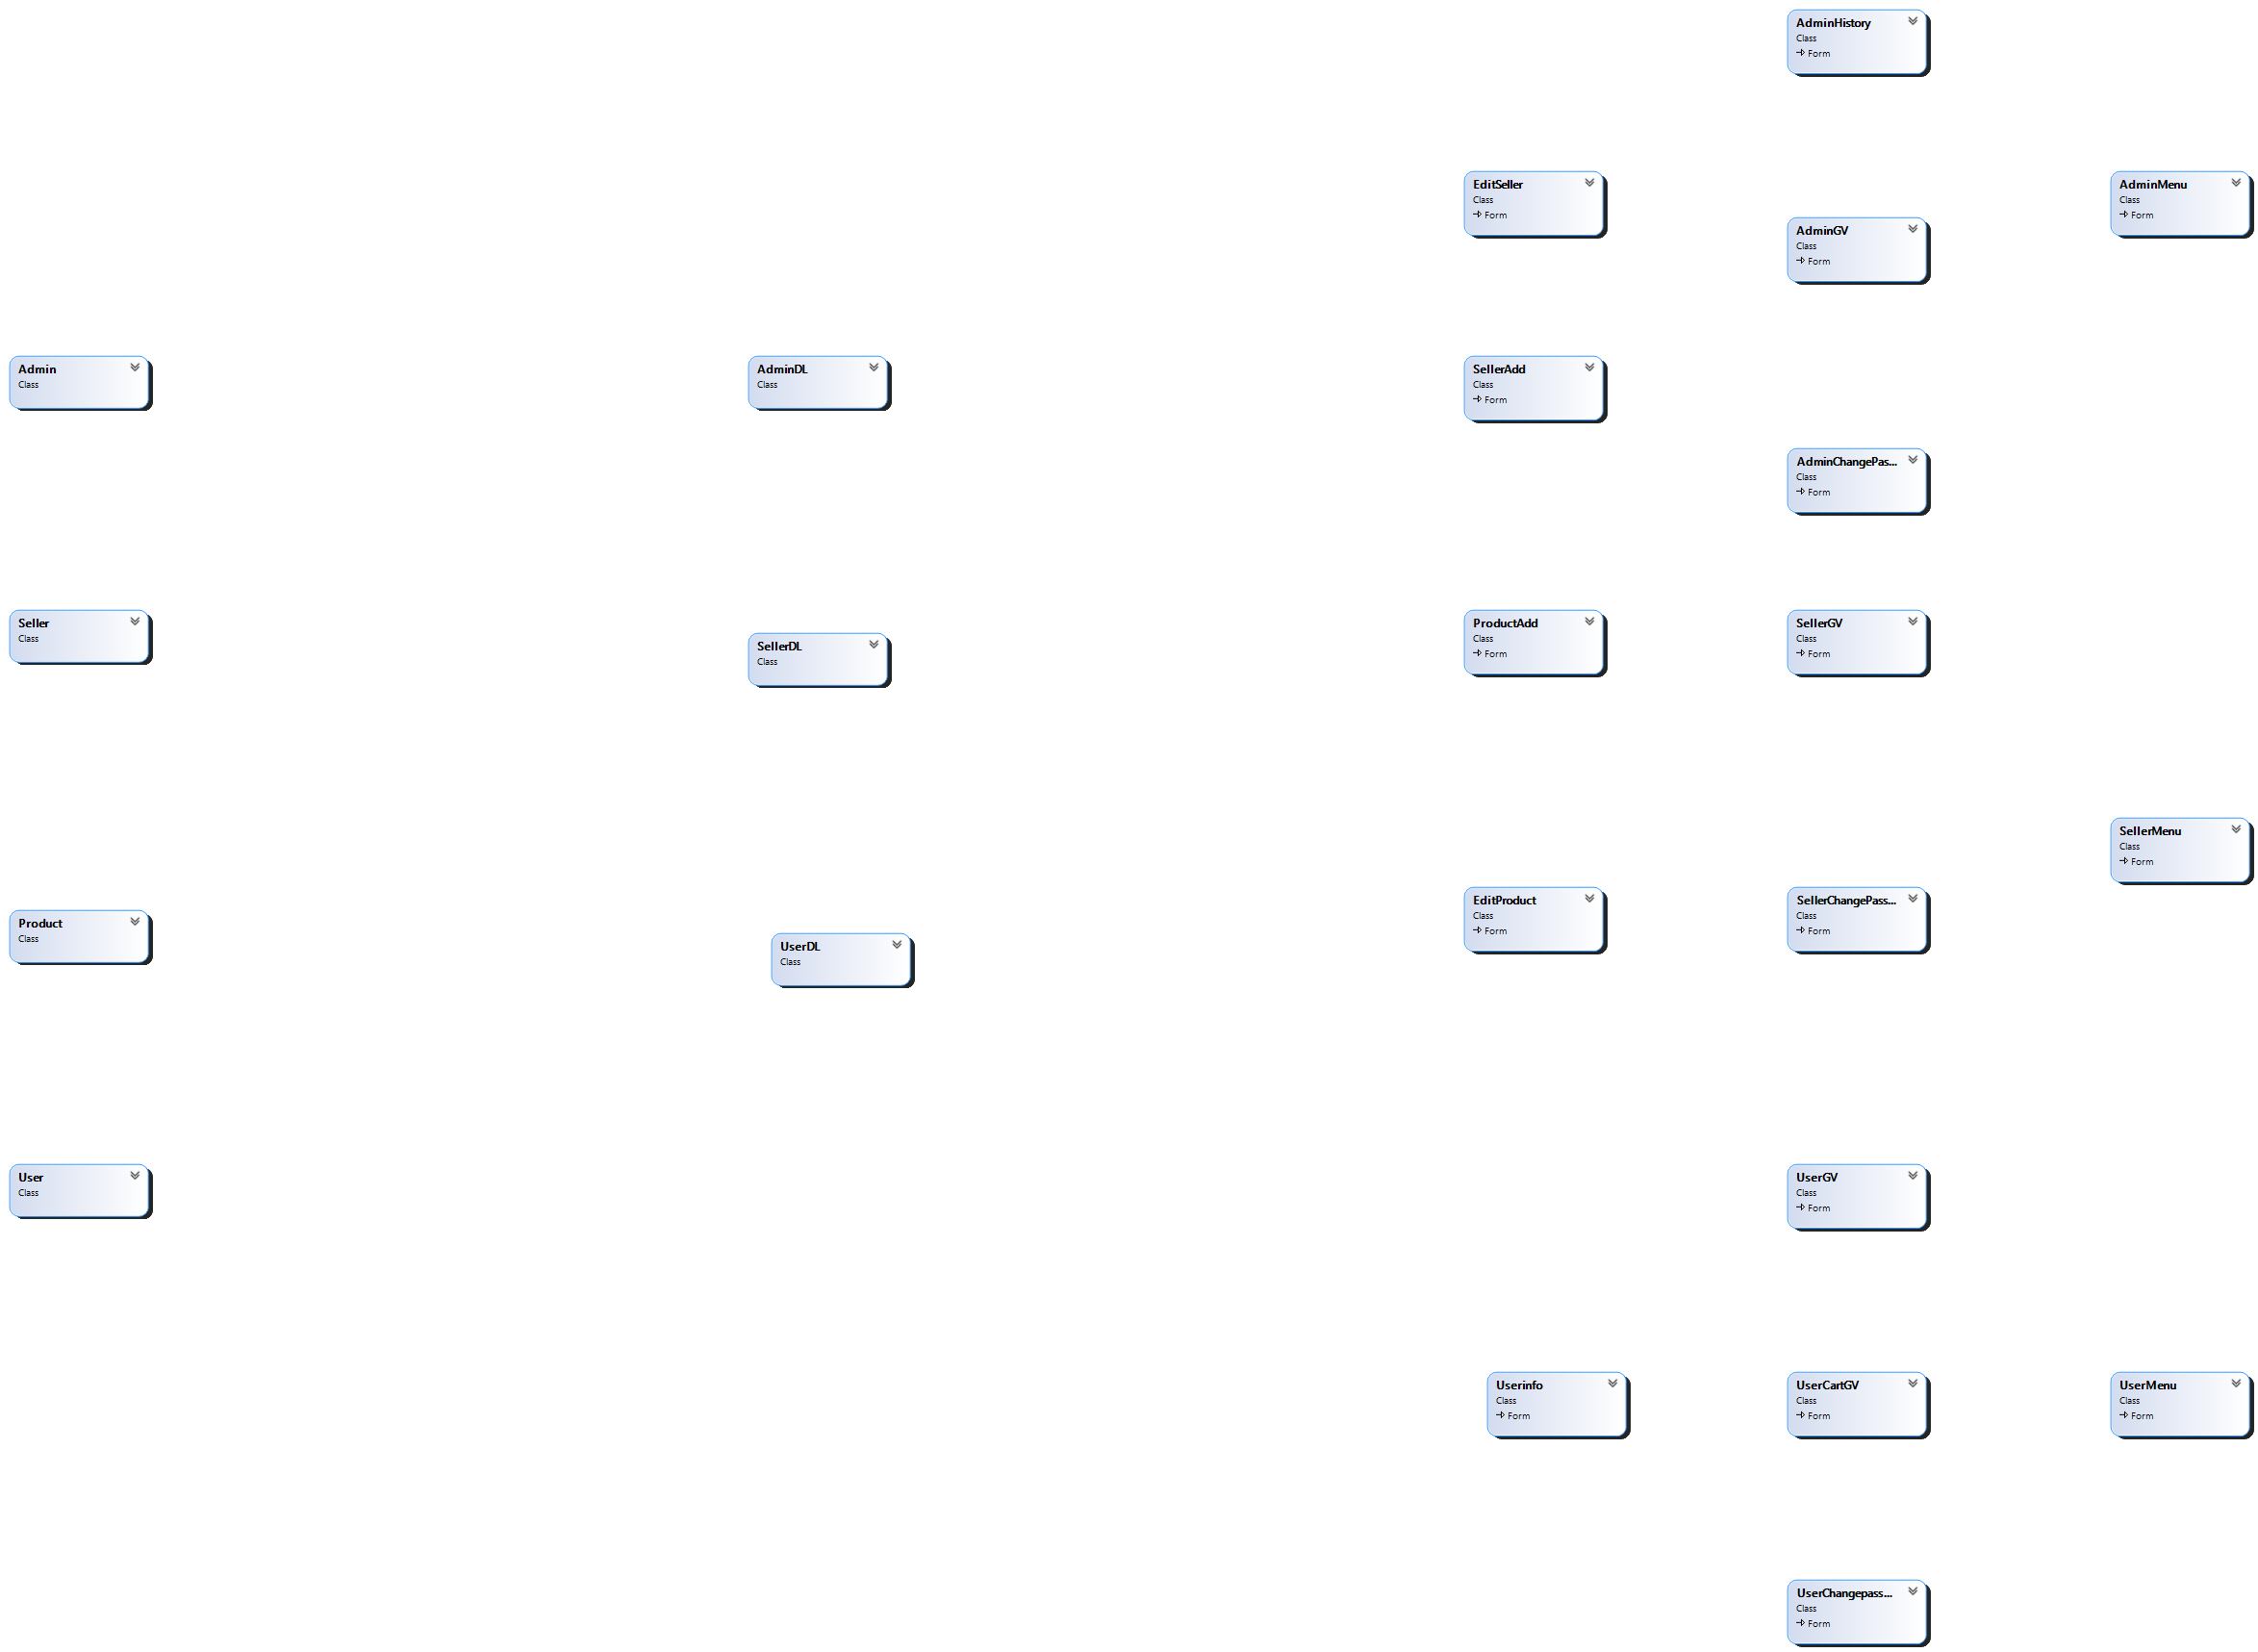 AdminHistory
Class
Form
EditSeller
Class
Form
AdminMenu
Class
Form
AdminGV
Class
Form
Admin
Class
AdminDL
Class
SellerAdd
Class
Form
AdminChangePas...
Class
Form
Seller
Class
SellerDL
Class
ProductAdd
Class
Form
SellerGV
Class
Form
SellerMenu
Class
Form
EditProduct
Class
Form
SellerChangePass...
Class
Form
Product
Class
UserDL
Class
User
Class
UserGV
Class
Form
Userinfo
Class
Form
UserCartGV
Class
Form
UserMenu
Class
Form
UserChangepass...
Class
Form